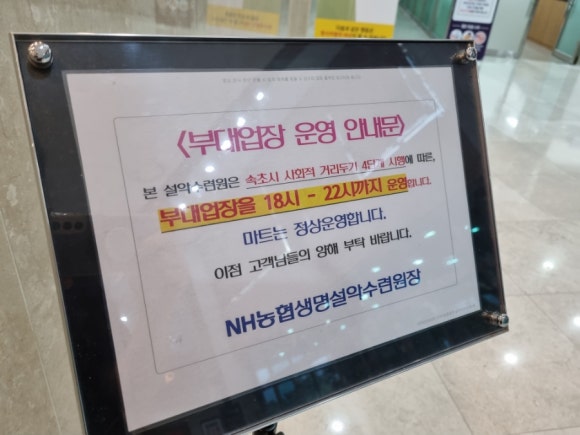 <부대업장 운영 안내문>
본 설악수련원은 속초시 사회적 거리두기 4단계 시행에 따른,
부대업장을 18시 - 22시까지 운영합니다.
마트는 정상운영합니다.
이점 고객님들의 양해 부탁 바랍니다.
NH농협생명설악수련원장